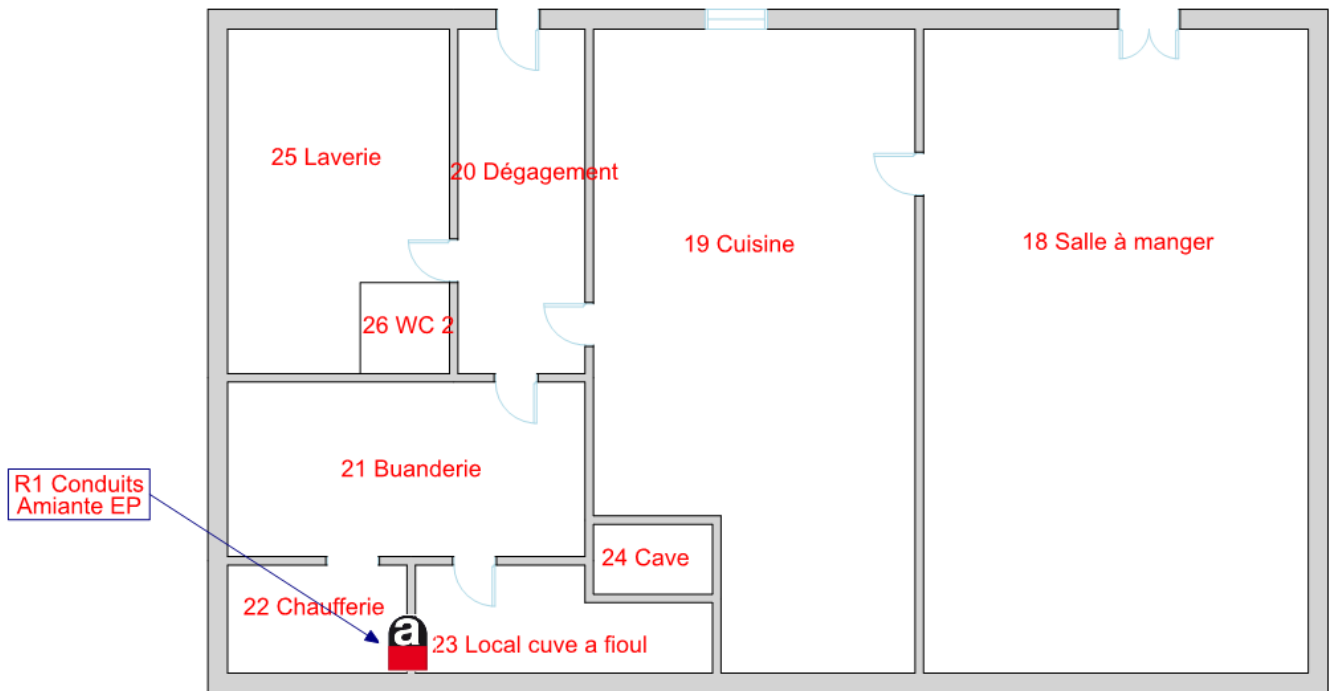 25 Laverie
20 Dégagement
19 Cuisine
18 Salle à manger
26 WC 2
21 Buanderie
R1 Conduits
Amiante EP
24 Cave
22 Chaufferie
a
23 Local cuve a fioul